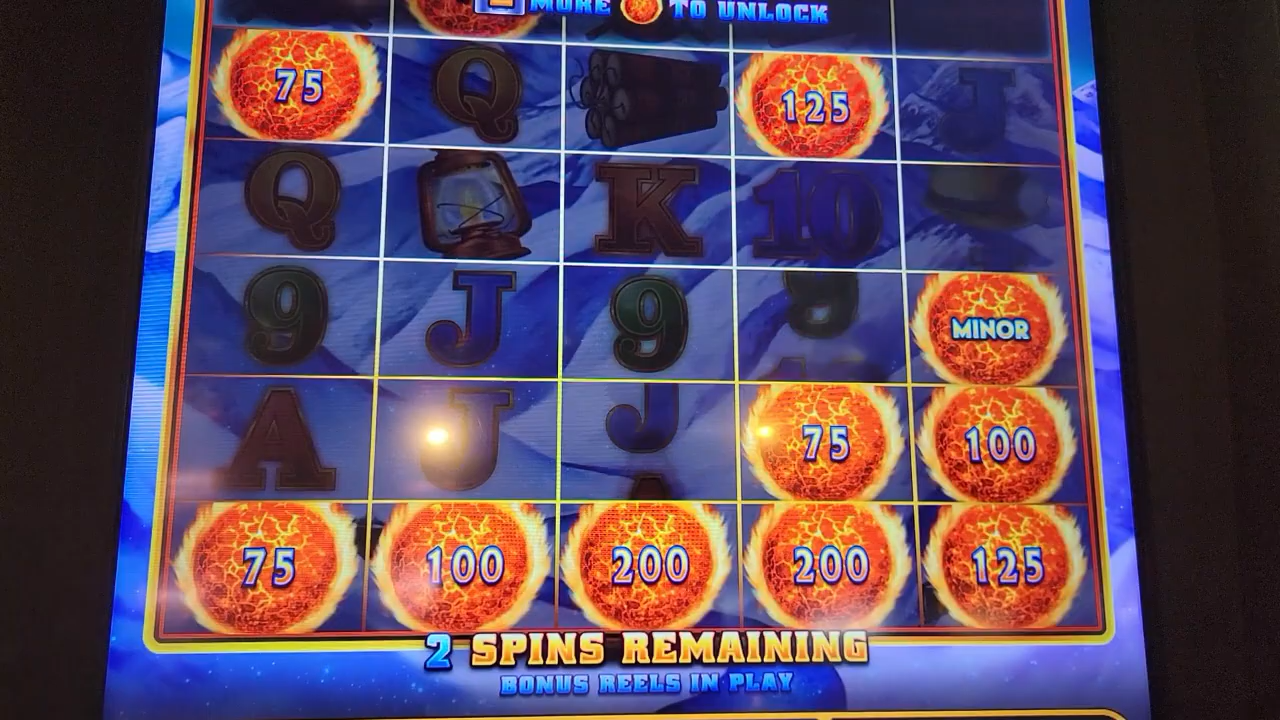 MORE TO UNLOCK
75 Q 125 J
Q K 10
9 J 9 9 MINOR
A J J 75 100
75 100 200 200 125
2 SPINS REMAINING
BONUS REELS IN PLAY